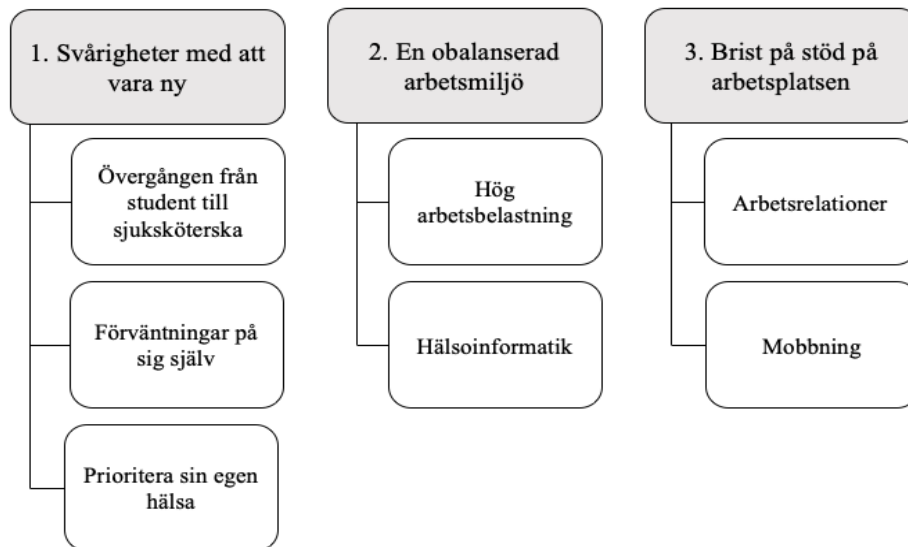 1. Svårigheter med att
vara ny
Övergången från
student till
sjuksköterska
Förväntningar på
sig själv
Prioritera sin egen
hälsa
2. En obalanserad
arbetsmiljö
Hög
arbetsbelastning
Hälsoinformatik
3. Brist på stöd på
arbetsplatsen
Arbetsrelationer
Mobbning